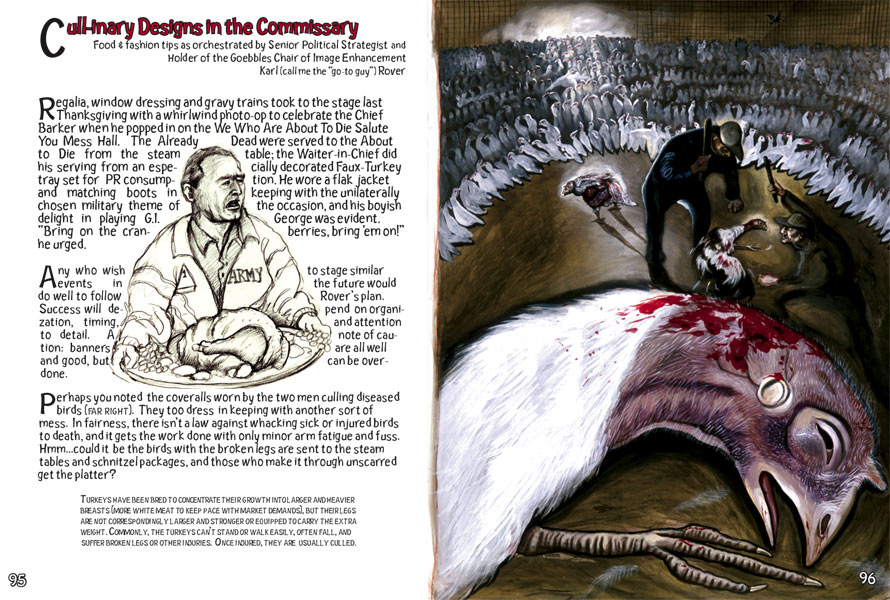 Cull-inary Designs in the Commissary
Food & fashion tips as orchestrated by Senior Political Strategist and
Holder of the Goebbles Chair of Image Enhancement
Karl (call me the "go-to guy") Rover
Regalia, window dressing and gravy trains took to the stage last
Thanksgiving with a whirlwind photo-op to celebrate the Chief
Barker when he popped in on the We Who Are About To Die Salute
You Mess Hall. The Already Dead were served to the About
to Die from the steam table; the Waiter-in-Chief did
his serving from an espe- cially decorated Faux-Turkey
tray set for PR consump- tion. He wore a flak jacket
and matching boots in keeping with the unilaterally
chosen military theme of the occasion, and his boyish
delight in playing G.I. George was evident.
"Bring on the cran- berries, bring 'em on!"
he urged.
Any who wish to stage similar
events in the future would
do well to follow Rover's plan.
Success will de- pend on organi-
zation, timing, and attention
to detail. A note of cau-
tion: banners are all well
and good, but can be over-
done.
ARMY
Perhaps you noted the coveralls worn by the two men culling diseased
birds (FAR RIGHT). They too dress in keeping with another sort of
mess. In fairness, there isn't a law against whacking sick or injured birds
to death, and it gets the work done with only minor arm fatigue and fuss.
Hmm...could it be the birds with the broken legs are sent to the steam
tables and schnitzel packages, and those who make it through unscarred
get the platter?
TURKEYS HAVE BEEN BRED TO CONCENTRATE THEIR GROWTH INTO LARGER AND HEAVIER
BREASTS (MORE WHITE MEAT TO KEEP PACE WITH MARKET DEMANDS), BUT THEIR LEGS
ARE NOT CORRESPONDINGLY LARGER AND STRONGER OR EQUIPPED TO CARRY THE EXTRA
WEIGHT. COMMONLY, THE TURKEYS CAN'T STAND OR WALK EASILY, OFTEN FALL, AND
SUFFER BROKEN LEGS OR OTHER INJURIES. ONCE INJURED, THEY ARE USUALLY CULLED.
95
96